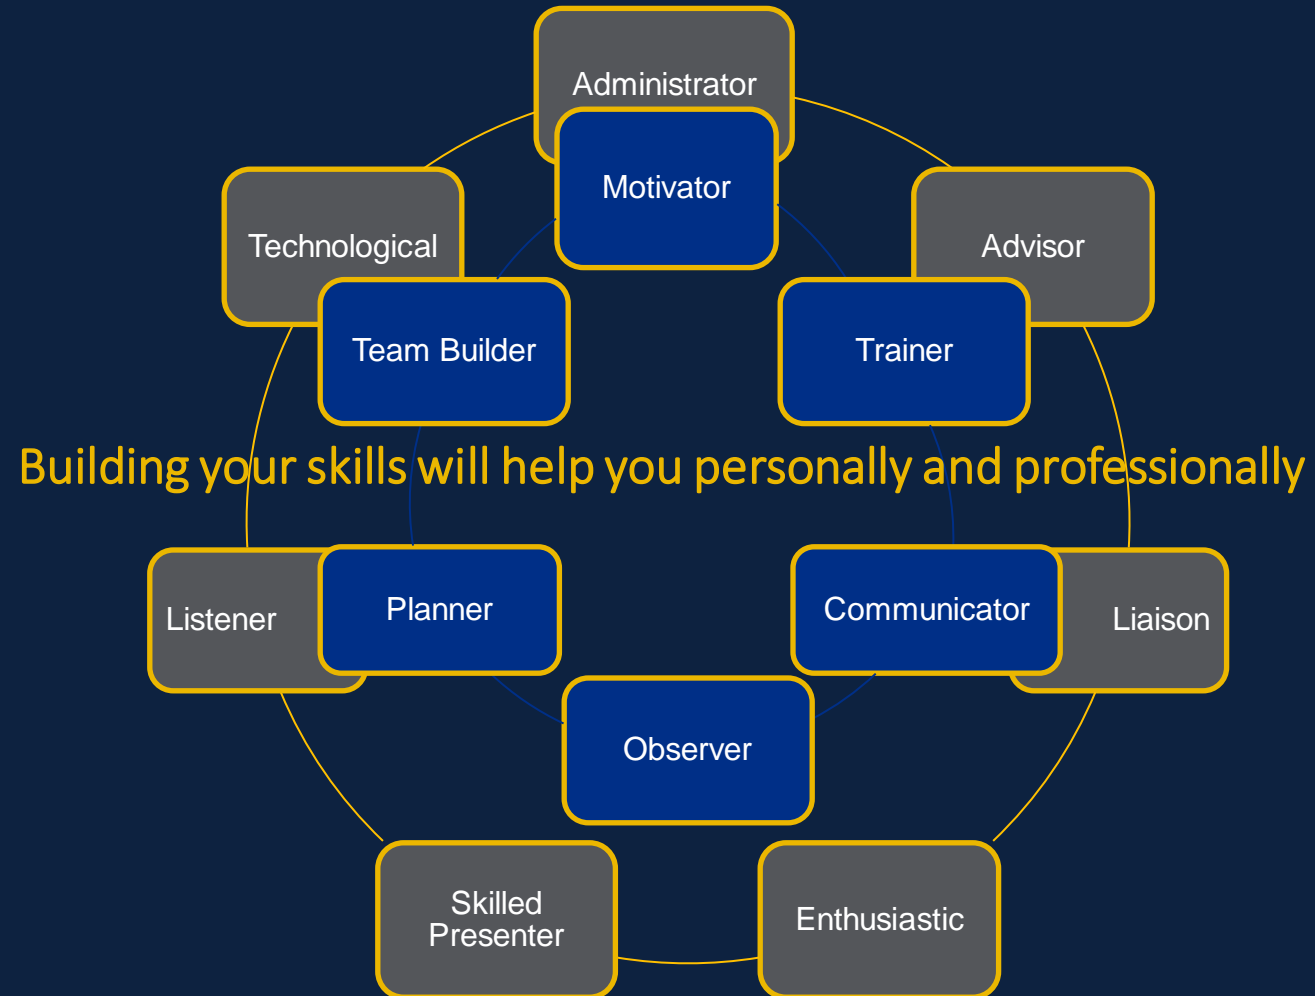 Administrator
Motivator
Technological
Advisor
Team Builder
Trainer
Building your skills will help you personally and professionally
Listener
Planner
Communicator
Liaison
Observer
Skilled
Presenter
Enthusiastic